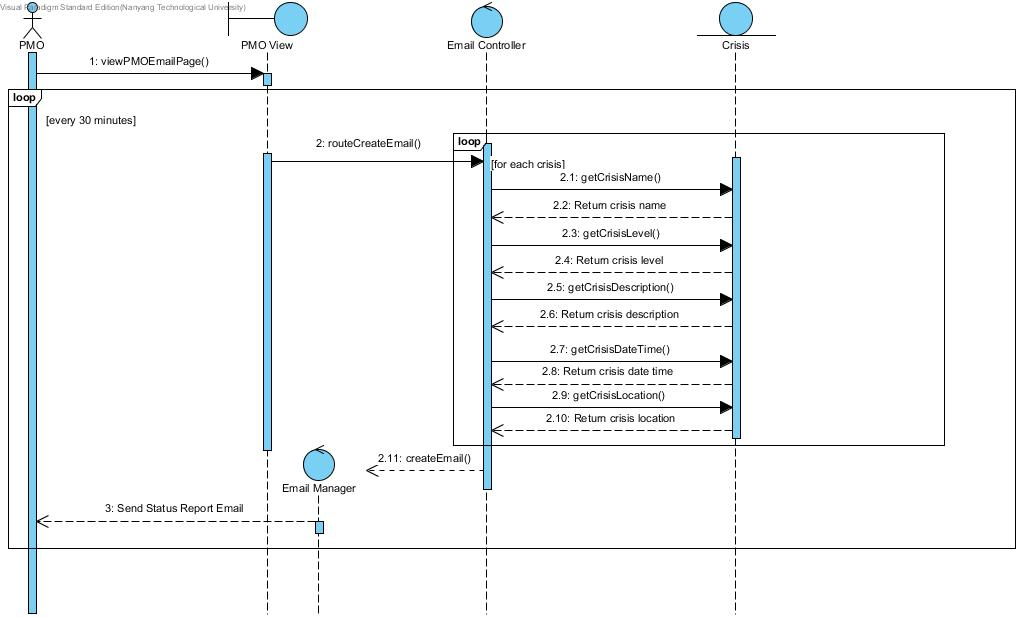 Visual Paradigm Standard Edition(Nanyang Technological University)
PMO
PMO View
Email Controller
Crisis
1: viewPMOEmailPage()
loop
[every 30 minutes]
2: routeCreateEmail()
loop
[for each crisis]
2.1: getCrisisName()
2.2: Return crisis name
2.3: getCrisisLevel()
2.4: Return crisis level
2.5: getCrisisDescription()
2.6: Return crisis description
2.7: getCrisisDateTime()
2.8: Return crisis date time
2.9: getCrisisLocation()
2.10: Return crisis location
2.11: createEmail()
Email Manager
3: Send Status Report Email